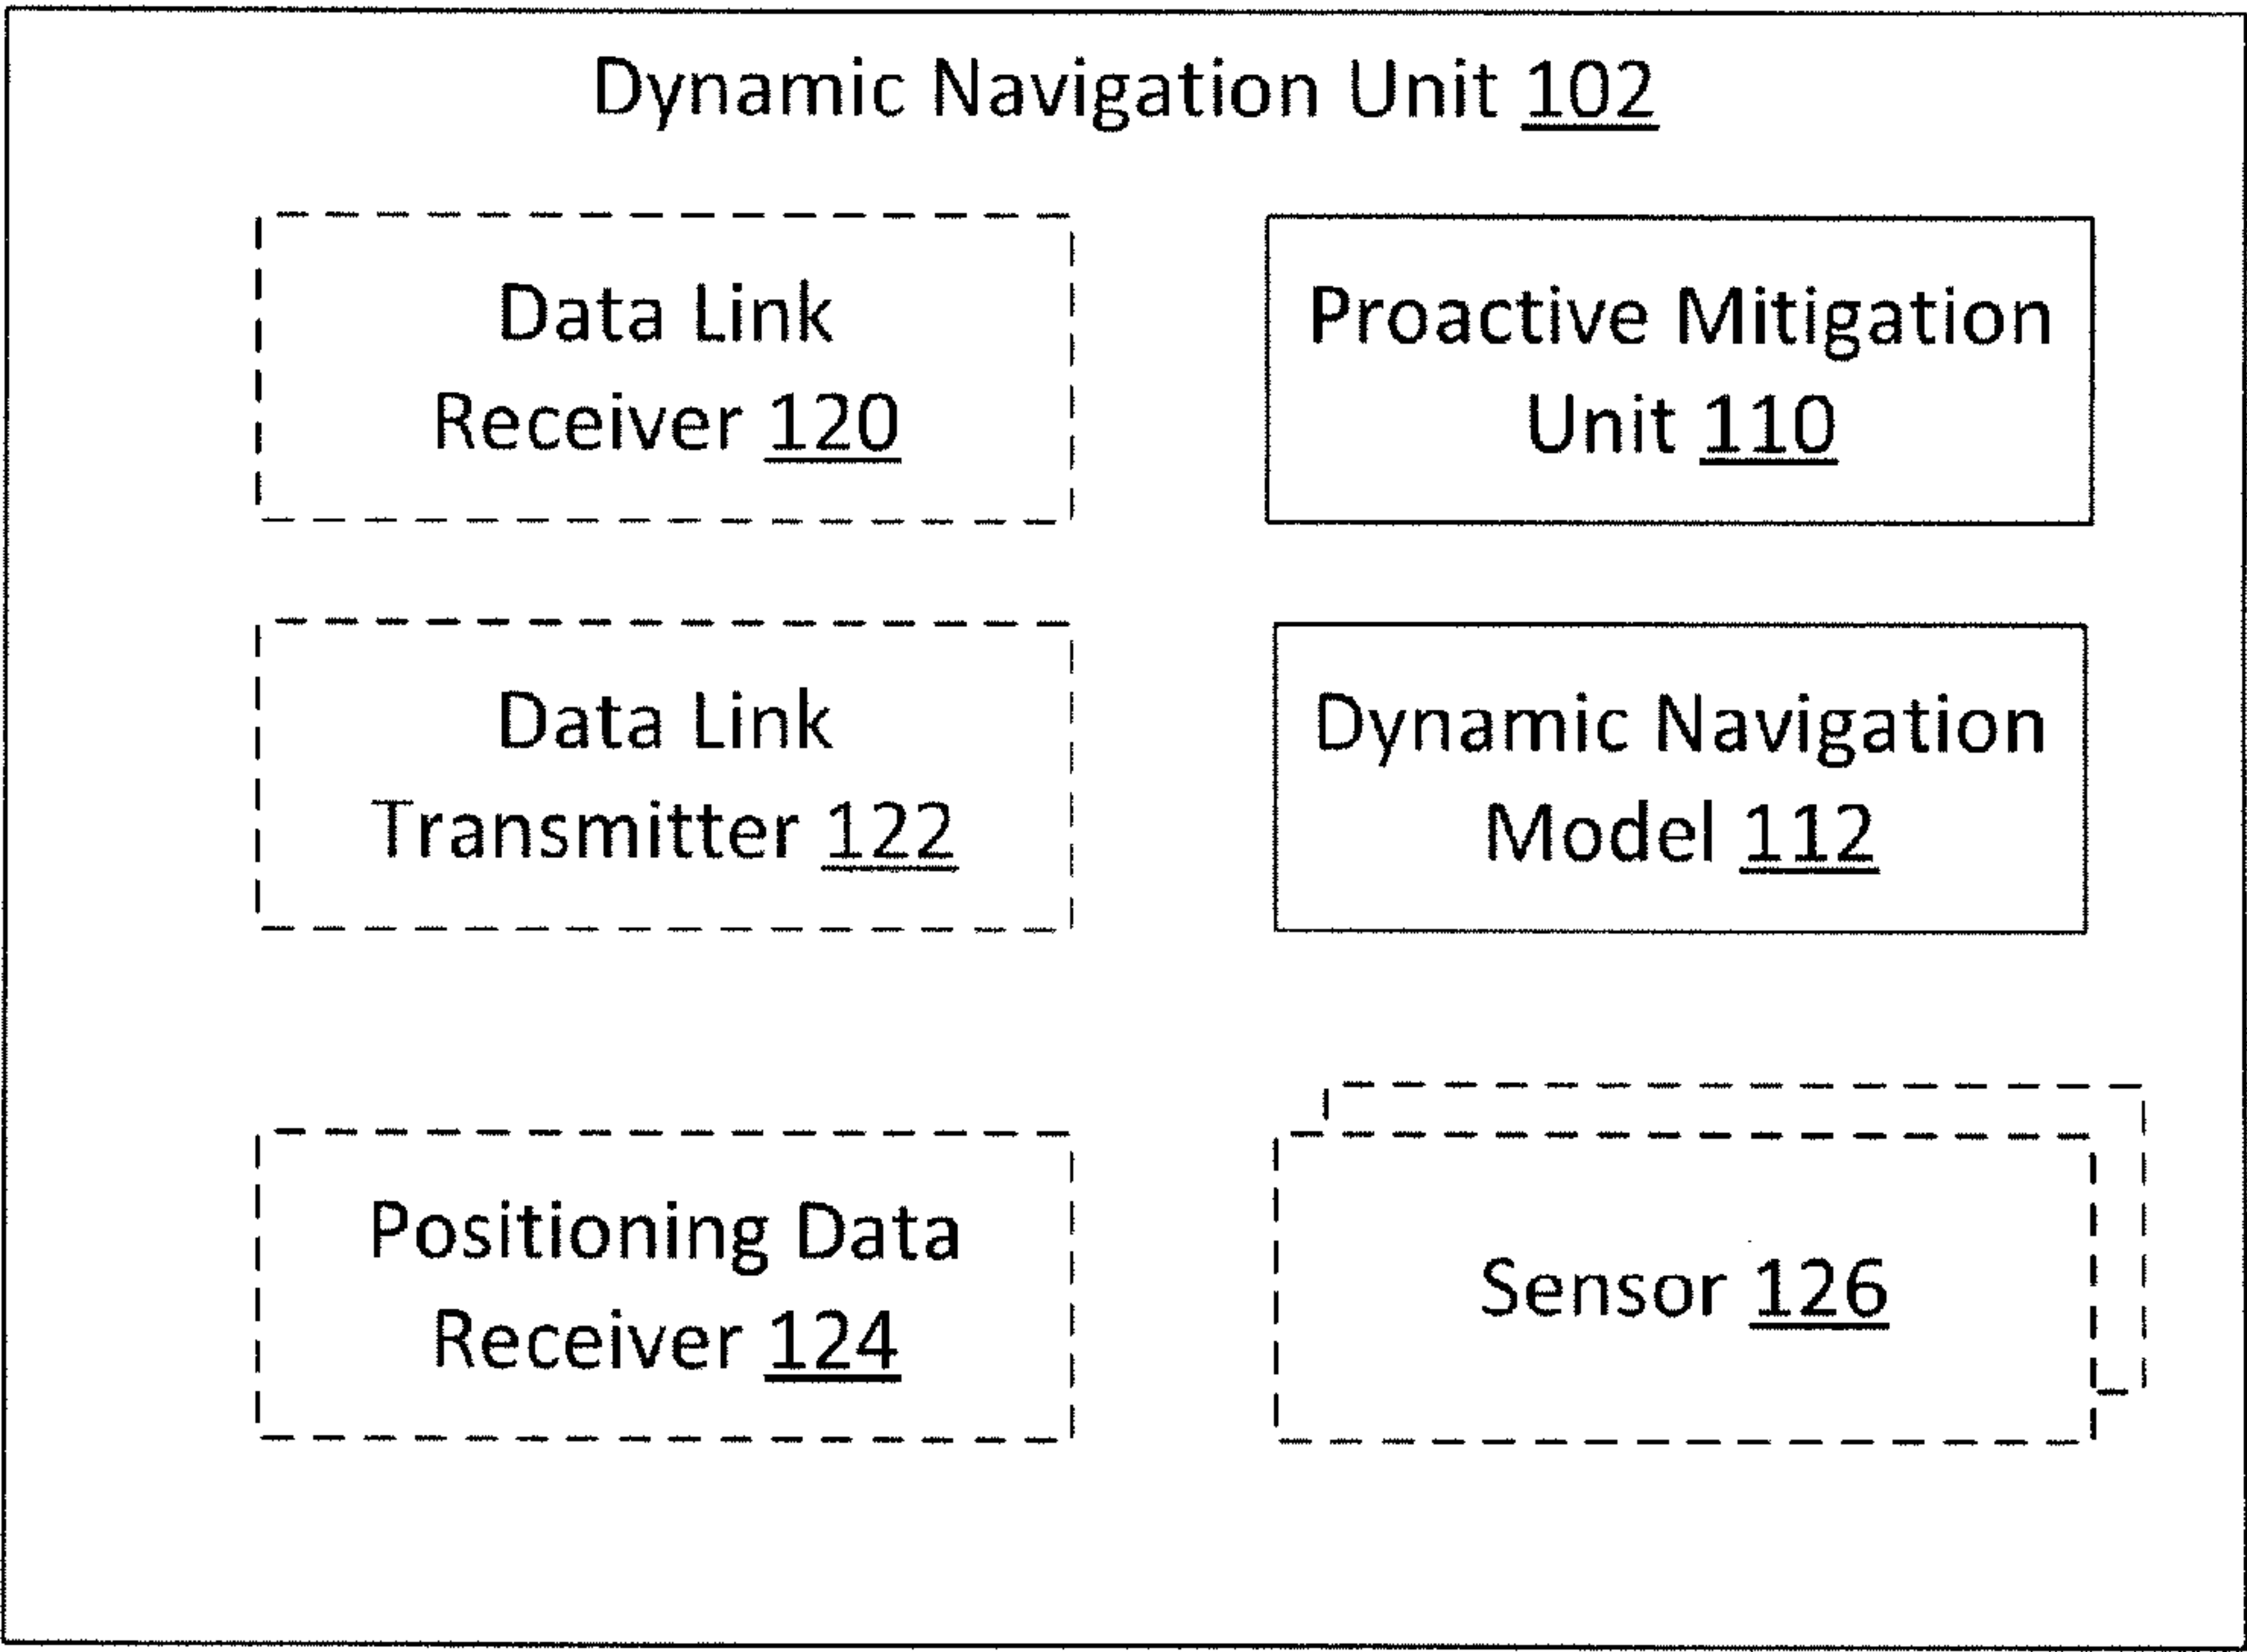 Dynamic Navigation Unit 102
Data Link
Receiver 120
Proactive Mitigation
Unit 110
Data Link
Transmitter 122
Dynamic Navigation
Model 112
Positioning Data
Receiver 124
Sensor 126